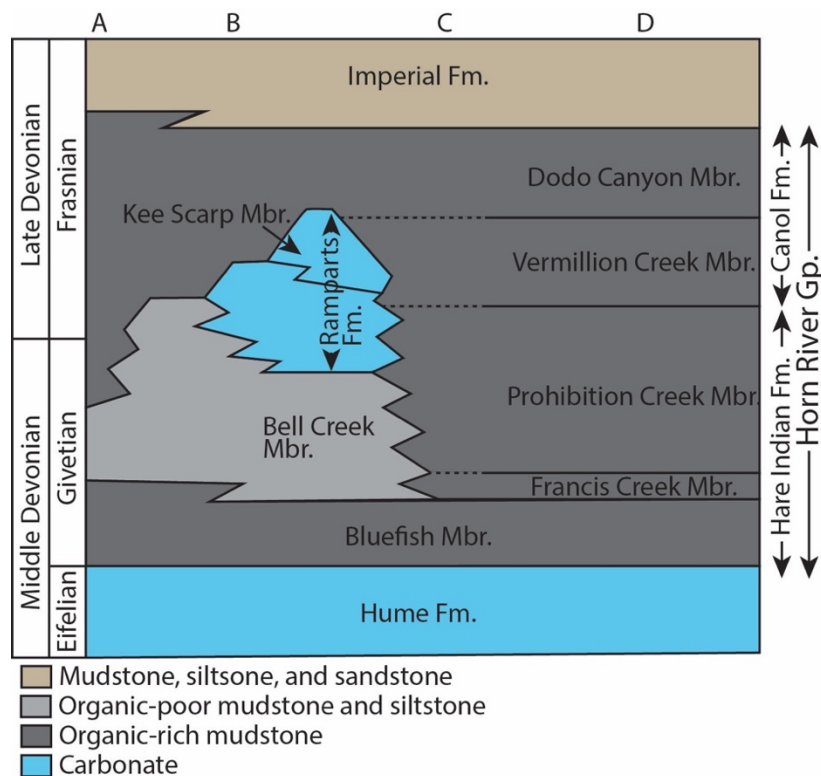 A B C D
Late Devonian
Middle Devonian
Frasnian
Givetian
Eifelian
Imperial Fm.
Dodo Canyon Mbr.
Kee Scarp Mbr.
Vermillion Creek Mbr.
Ramparts
Fm.
Prohibition Creek Mbr.
Bell Creek
Mbr.
Francis Creek Mbr.
Bluefish Mbr.
Hume Fm.
Canol Fm.
Hare Indian Fm.
Horn River Gp.
Mudstone, siltsone, and sandstone
Organic-poor mudstone and siltstone
Organic-rich mudstone
Carbonate